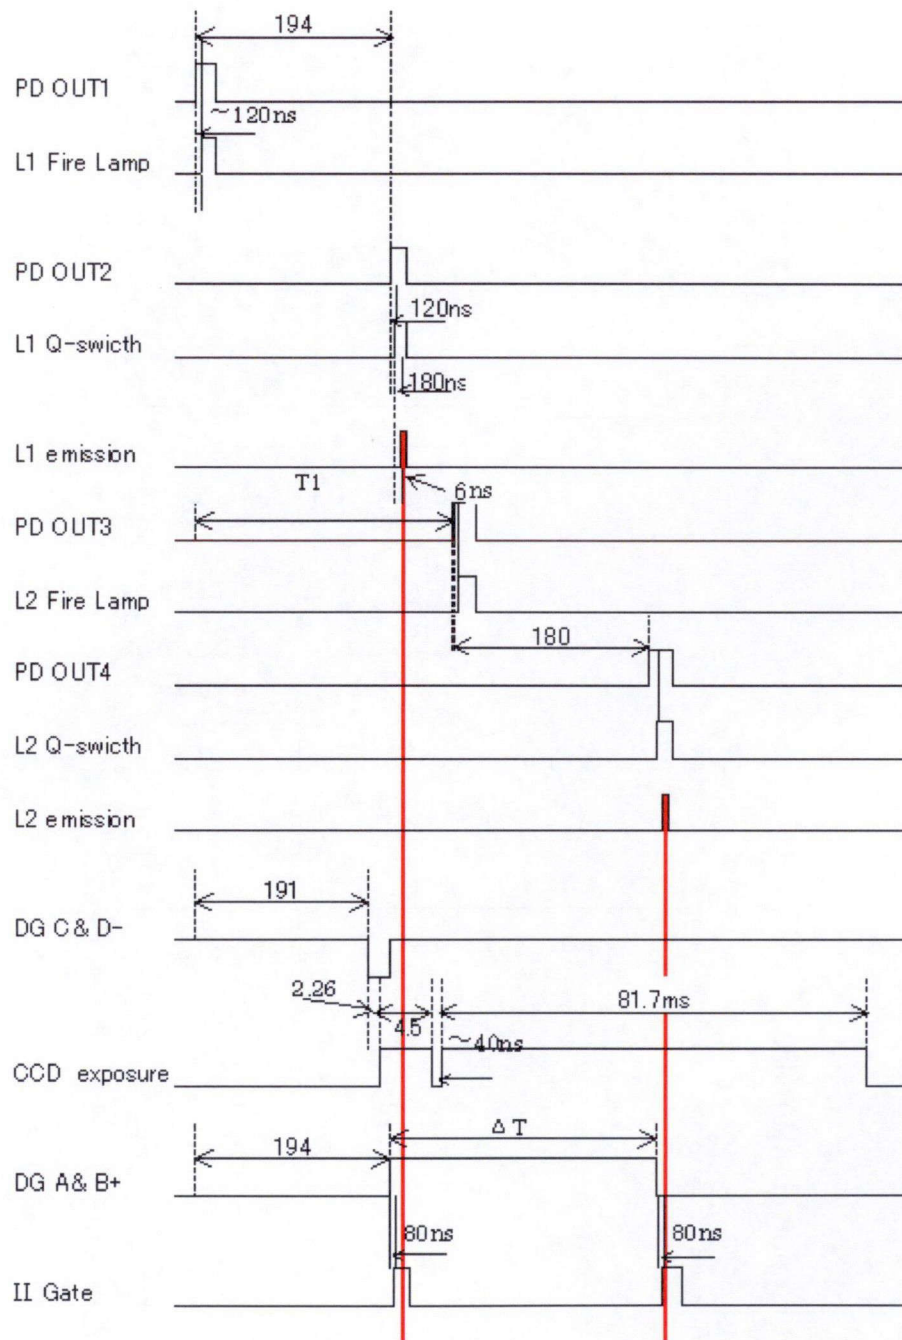 194
PD OUT1
~120ns
L1 Fire Lamp
PD OUT2
120ns
L1 Q-swicth
180ns
L1 emission
T1
6ns
PD OUT3
L2 Fire Lamp
180
PD OUT4
L2 Q-swicth
L2 emission
191
DG C & D-
2.26
81.7ms
4.5
~40ns
CCD exposure
ΔT
194
DG A & B+
80ns
80ns
II Gate